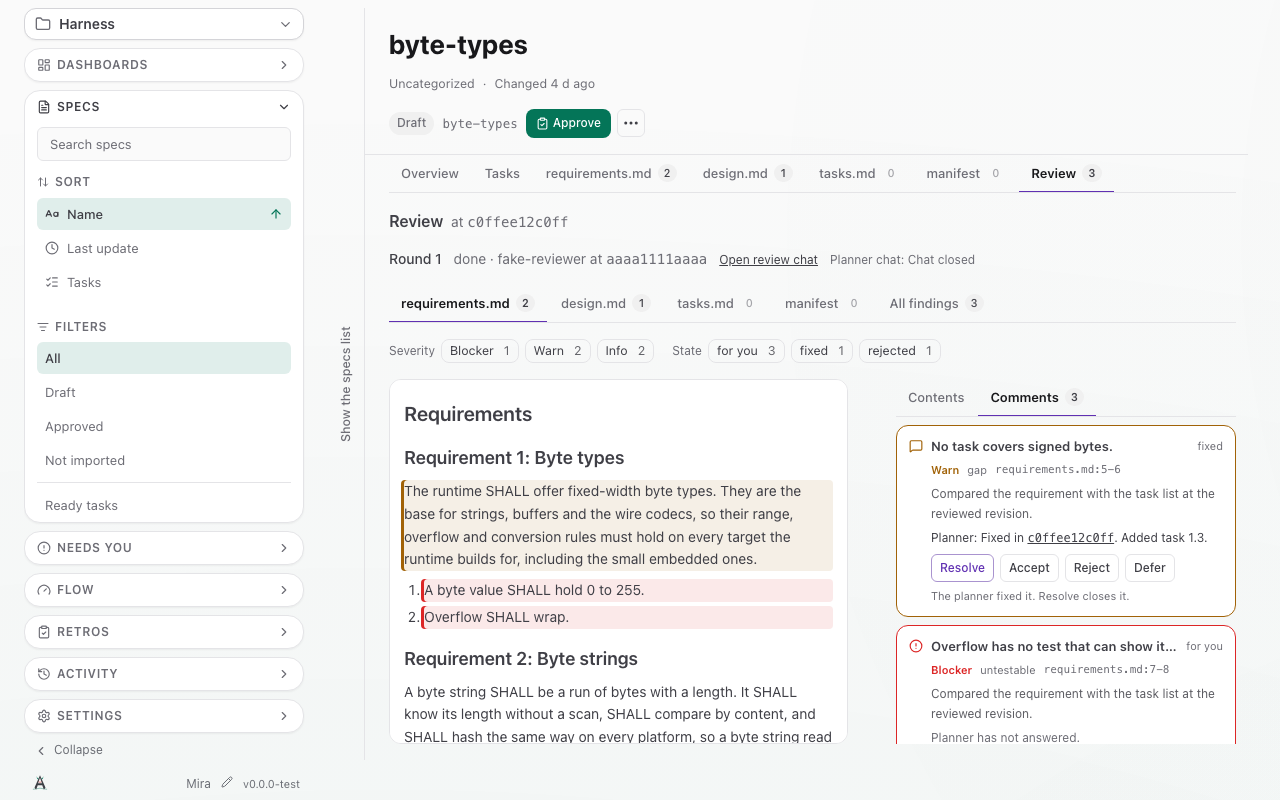 Harness
DASHBOARDS
SPECS
Search specs
SORT
Aa Name
Last update
Tasks
FILTERS
All
Draft
Approved
Not imported
Ready tasks
NEEDS YOU
FLOW
RETROS
ACTIVITY
SETTINGS
Collapse
Mira v0.0.0-test
Show the specs list
byte-types
Uncategorized · Changed 4 d ago
Draft byte-types Approve
Overview Tasks requirements.md 2 design.md 1 tasks.md 0 manifest 0 Review 3
Review at c0ffee12c0ff
Round 1 done · fake-reviewer at aaaa1111aaaa Open review chat Planner chat: Chat closed
requirements.md 2 design.md 1 tasks.md 0 manifest 0 All findings 3
Severity Blocker 1 Warn 2 Info 2 State for you 3 fixed 1 rejected 1
Requirements
Requirement 1: Byte types
The runtime SHALL offer fixed-width byte types. They are the
base for strings, buffers and the wire codecs, so their range,
overflow and conversion rules must hold on every target the
runtime builds for, including the small embedded ones.
1. A byte value SHALL hold 0 to 255.
2. Overflow SHALL wrap.
Requirement 2: Byte strings
A byte string SHALL be a run of bytes with a length. It SHALL
know its length without a scan, SHALL compare by content, and
SHALL hash the same way on every platform, so a byte string read
Contents Comments 3
No task covers signed bytes. fixed
Warn gap requirements.md:5–6
Compared the requirement with the task list at the
reviewed revision.
Planner: Fixed in c0ffee12c0ff. Added task 1.3.
Resolve Accept Reject Defer
The planner fixed it. Resolve closes it.
Overflow has no test that can show it... for you
Blocker untestable requirements.md:7–8
Compared the requirement with the task list at the
reviewed revision.
Planner has not answered.